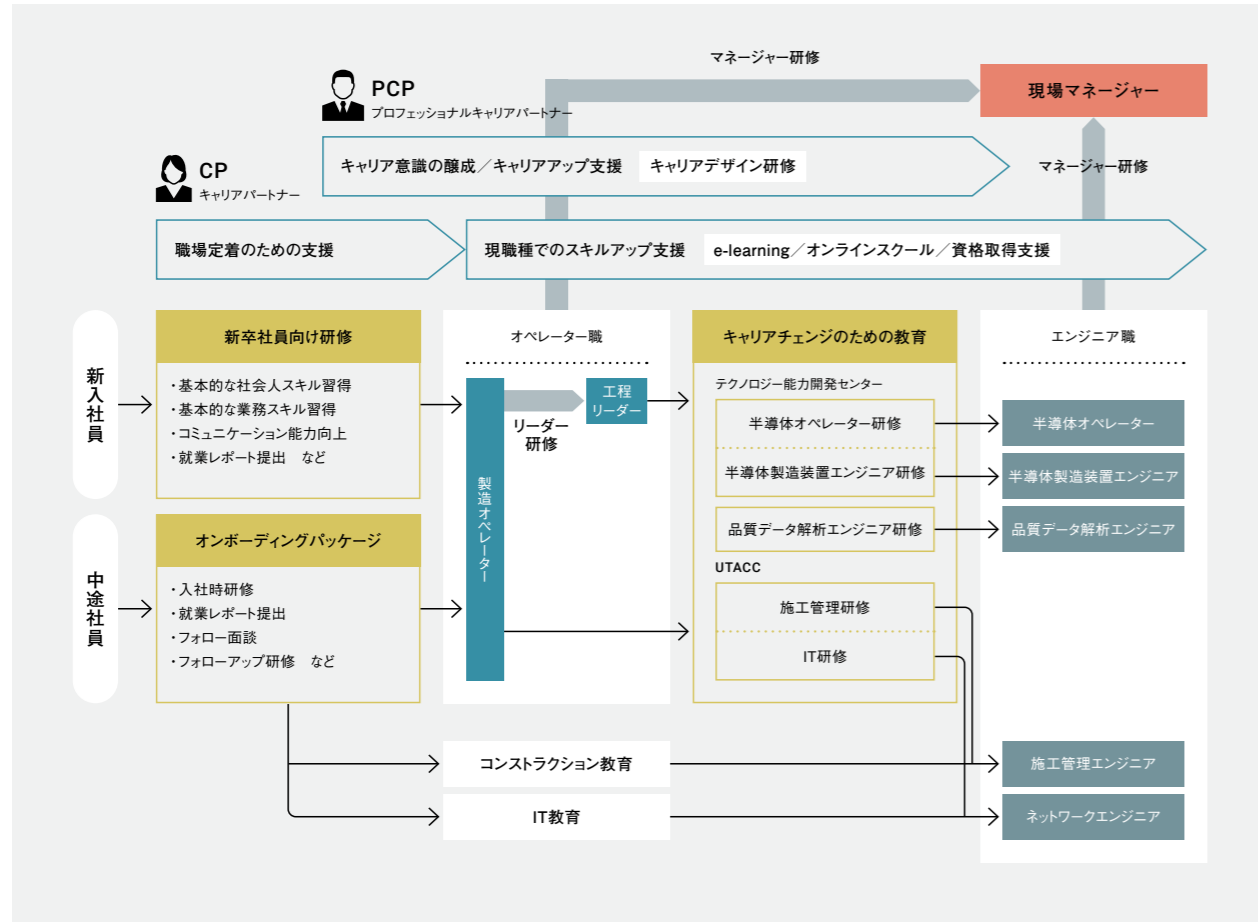 マネージャー研修
PCP
プロフェッショナルキャリアパートナー
現場マネージャー
キャリア意識の醸成／キャリアアップ支援 キャリアデザイン研修
マネージャー研修
CP
キャリアパートナー
職場定着のための支援
現職種でのスキルアップ支援 e-learning／オンラインスクール／資格取得支援
新入社員
新卒社員向け研修
・基本的な社会人スキル習得
・基本的な業務スキル習得
・コミュニケーション能力向上
・就業レポート提出 など
中途社員
オンボーディングパッケージ
・入社時研修
・就業レポート提出
・フォロー面談
・フォローアップ研修 など
オペレーター職
製造オペレーター
リーダー
研修
工程
リーダー
キャリアチェンジのための教育
テクノロジー能力開発センター
半導体オペレーター研修
半導体製造装置エンジニア研修
品質データ解析エンジニア研修
UTACC
施工管理研修
IT研修
エンジニア職
半導体オペレーター
半導体製造装置エンジニア
品質データ解析エンジニア
コンストラクション教育
施工管理エンジニア
IT教育
ネットワークエンジニア